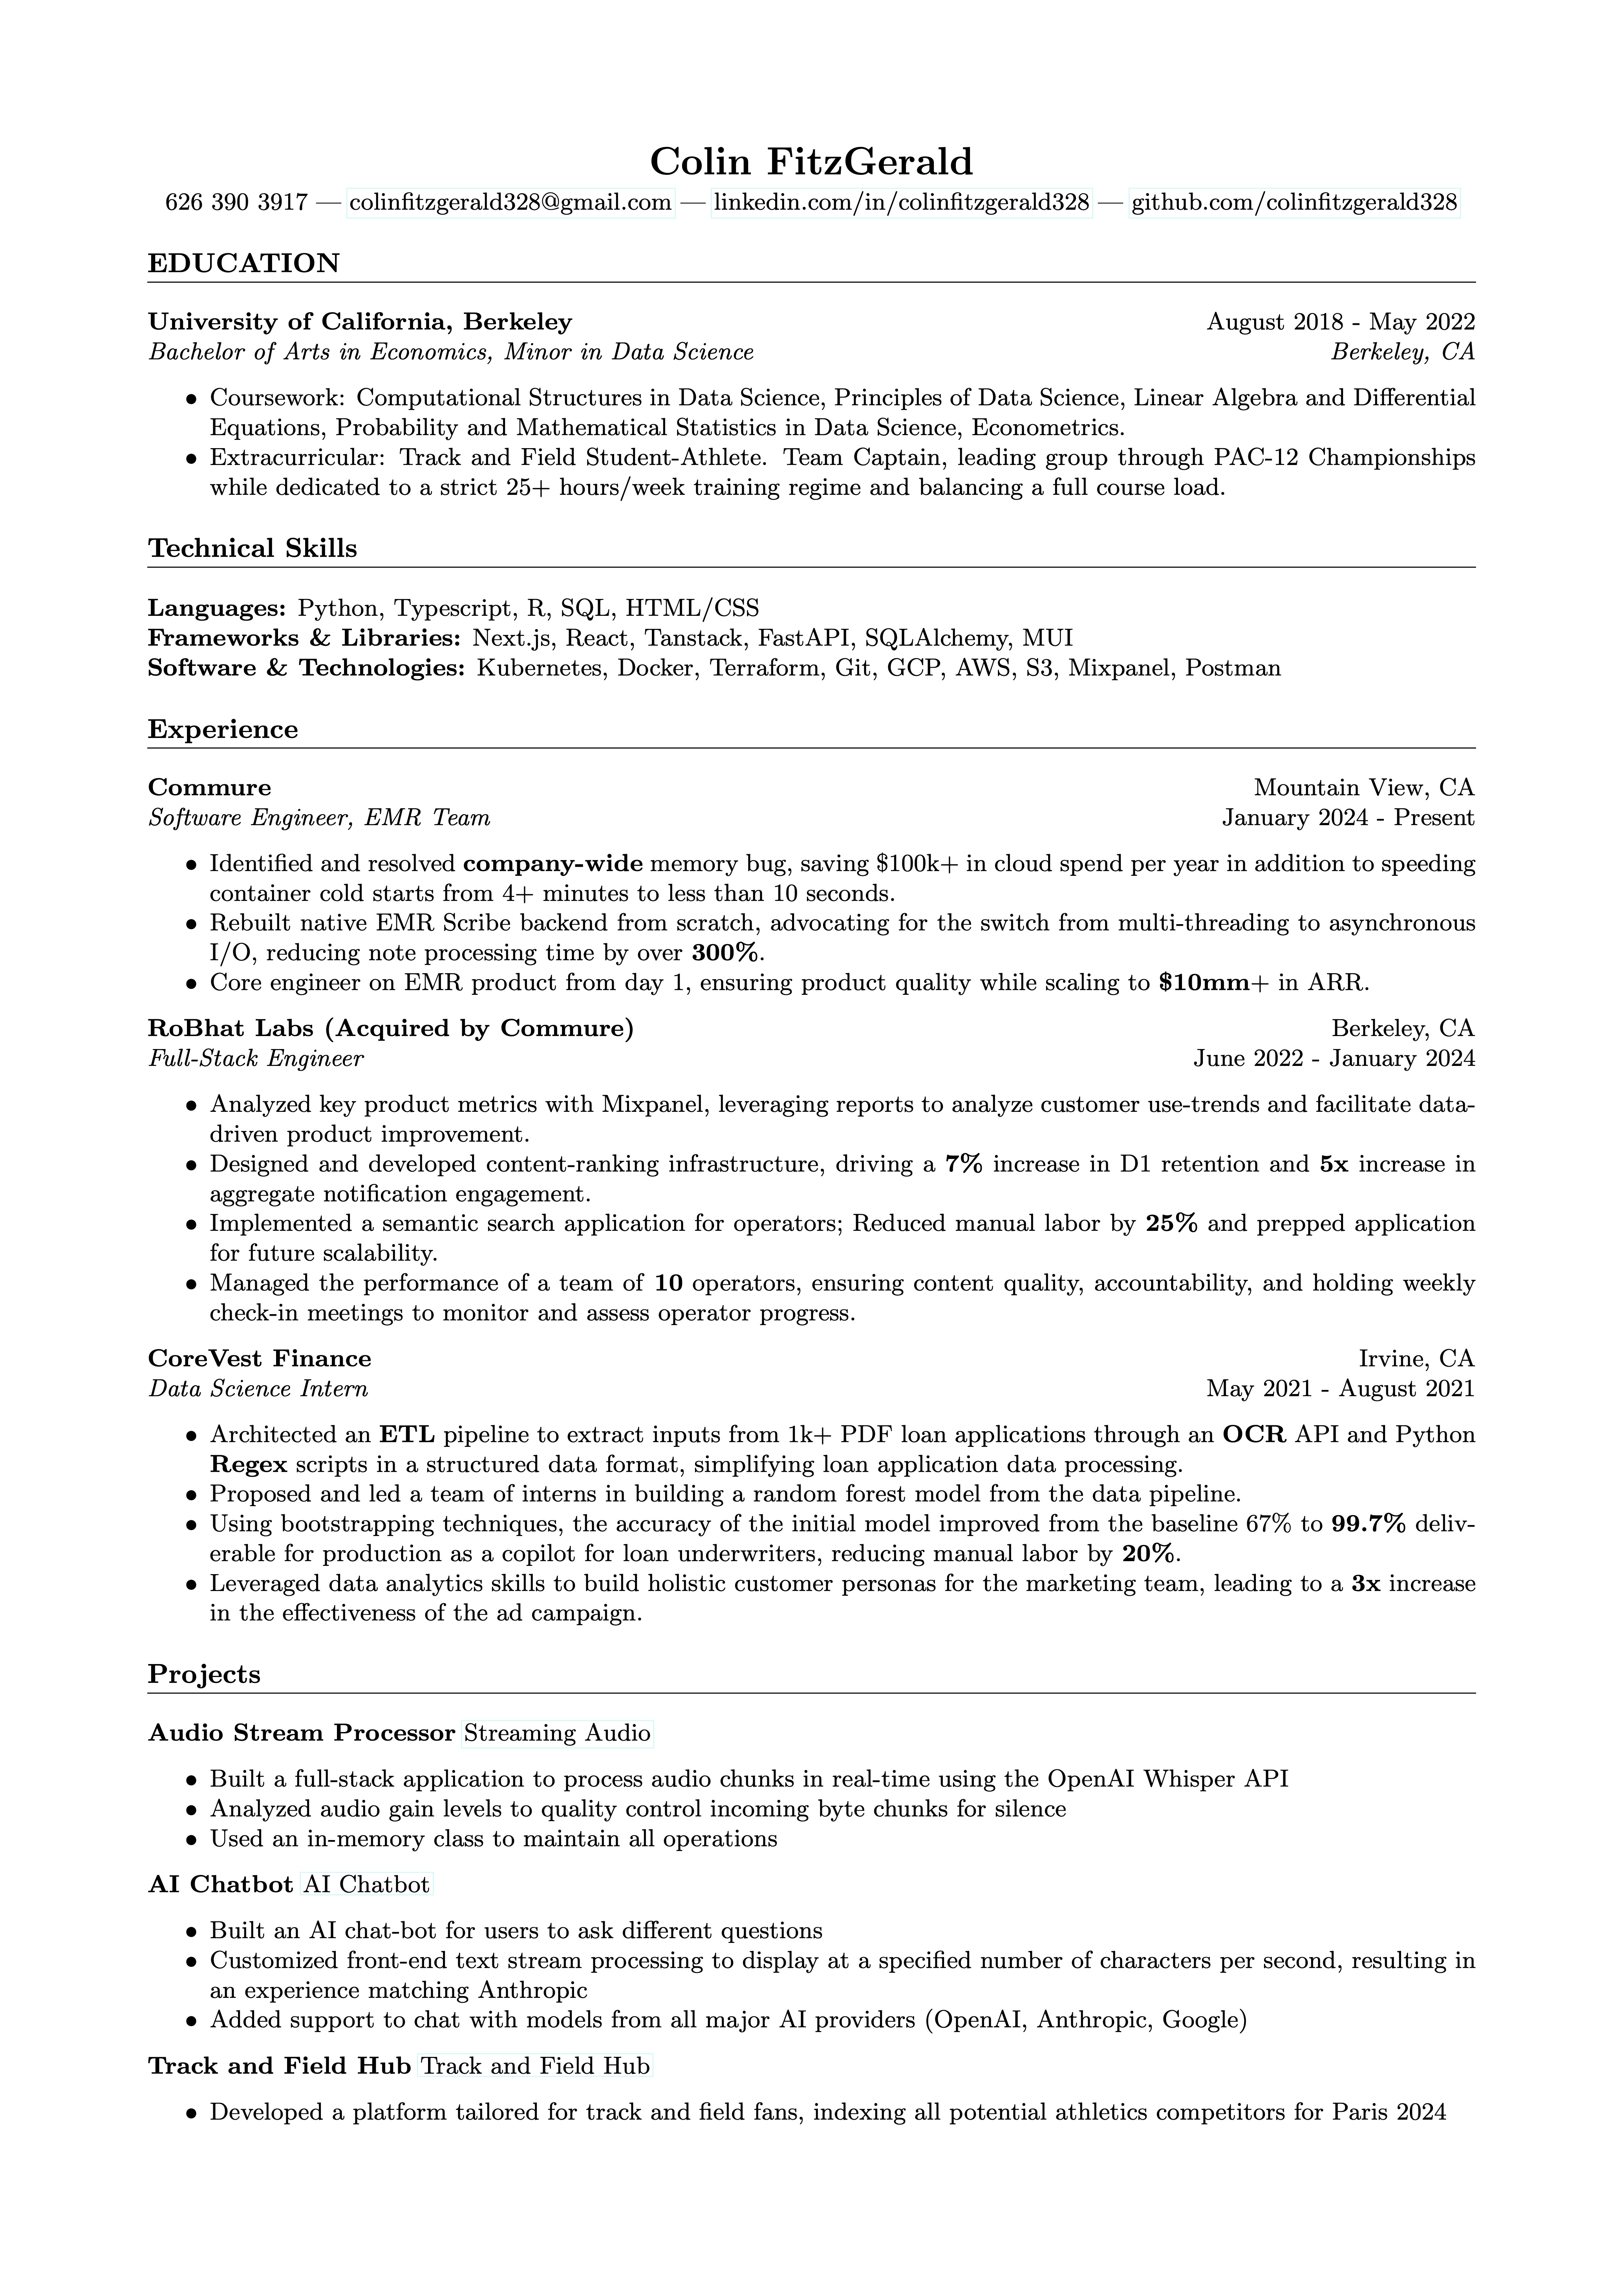 Colin FitzGerald
626 390 3917 — colinfitzgerald328@gmail.com — linkedin.com/in/colinfitzgerald328 — github.com/colinfitzgerald328
EDUCATION
University of California, Berkeley August 2018 - May 2022
Bachelor of Arts in Economics, Minor in Data Science Berkeley, CA
• Coursework: Computational Structures in Data Science, Principles of Data Science, Linear Algebra and Differential
Equations, Probability and Mathematical Statistics in Data Science, Econometrics.
• Extracurricular: Track and Field Student-Athlete. Team Captain, leading group through PAC-12 Championships
while dedicated to a strict 25+ hours/week training regime and balancing a full course load.
Technical Skills
Languages: Python, Typescript, R, SQL, HTML/CSS
Frameworks & Libraries: Next.js, React, Tanstack, FastAPI, SQLAlchemy, MUI
Software & Technologies: Kubernetes, Docker, Terraform, Git, GCP, AWS, S3, Mixpanel, Postman
Experience
Commure Mountain View, CA
Software Engineer, EMR Team January 2024 - Present
• Identified and resolved company-wide memory bug, saving $100k+ in cloud spend per year in addition to speeding
container cold starts from 4+ minutes to less than 10 seconds.
• Rebuilt native EMR Scribe backend from scratch, advocating for the switch from multi-threading to asynchronous
I/O, reducing note processing time by over 300%.
• Core engineer on EMR product from day 1, ensuring product quality while scaling to $10mm+ in ARR.
RoBhat Labs (Acquired by Commure) Berkeley, CA
Full-Stack Engineer June 2022 - January 2024
• Analyzed key product metrics with Mixpanel, leveraging reports to analyze customer use-trends and facilitate data-
driven product improvement.
• Designed and developed content-ranking infrastructure, driving a 7% increase in D1 retention and 5x increase in
aggregate notification engagement.
• Implemented a semantic search application for operators; Reduced manual labor by 25% and prepped application
for future scalability.
• Managed the performance of a team of 10 operators, ensuring content quality, accountability, and holding weekly
check-in meetings to monitor and assess operator progress.
CoreVest Finance Irvine, CA
Data Science Intern May 2021 - August 2021
• Architected an ETL pipeline to extract inputs from 1k+ PDF loan applications through an OCR API and Python
Regex scripts in a structured data format, simplifying loan application data processing.
• Proposed and led a team of interns in building a random forest model from the data pipeline.
• Using bootstrapping techniques, the accuracy of the initial model improved from the baseline 67% to 99.7% deliv-
erable for production as a copilot for loan underwriters, reducing manual labor by 20%.
• Leveraged data analytics skills to build holistic customer personas for the marketing team, leading to a 3x increase
in the effectiveness of the ad campaign.
Projects
Audio Stream Processor Streaming Audio
• Built a full-stack application to process audio chunks in real-time using the OpenAI Whisper API
• Analyzed audio gain levels to quality control incoming byte chunks for silence
• Used an in-memory class to maintain all operations
AI Chatbot AI Chatbot
• Built an AI chat-bot for users to ask different questions
• Customized front-end text stream processing to display at a specified number of characters per second, resulting in
an experience matching Anthropic
• Added support to chat with models from all major AI providers (OpenAI, Anthropic, Google)
Track and Field Hub Track and Field Hub
• Developed a platform tailored for track and field fans, indexing all potential athletics competitors for Paris 2024